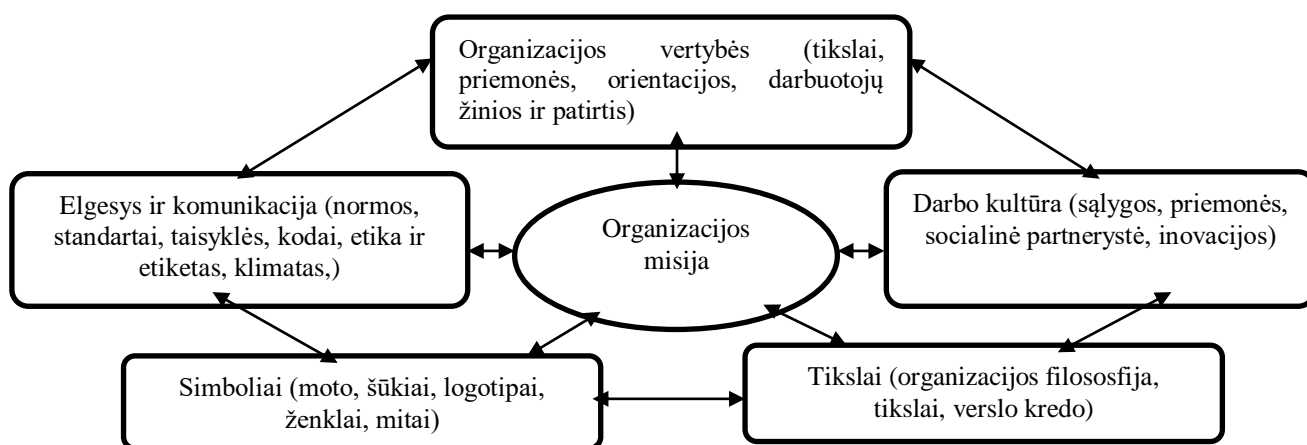 Organizacijos vertybės (tikslai,
priemonės, orientacijos, darbuotojų
žinios ir patirtis)
Elgesys ir komunikacija (normos,
standartai, taisyklės, kodai, etika ir
etiketas, klimatas,)
Organizacijos
misija
Darbo kultūra (sąlygos, priemonės,
socialinė partnerystė, inovacijos)
Simboliai (moto, šūkiai, logotipai,
ženklai, mitai)
Tikslai (organizacijos filososfija,
tikslai, verslo kredo)